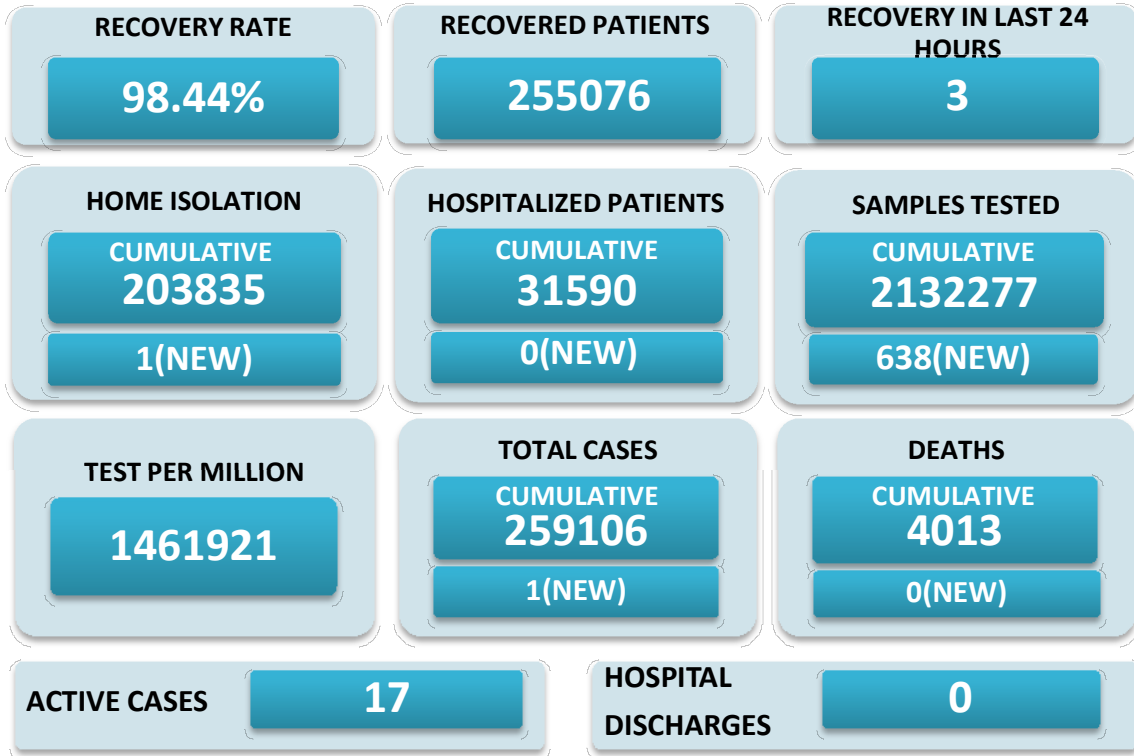 RECOVERY RATE
98.44%
RECOVERED PATIENTS
255076
RECOVERY IN LAST 24
HOURS
3
HOME ISOLATION
CUMULATIVE
203835
1(NEW)
HOSPITALIZED PATIENTS
CUMULATIVE
31590
0(NEW)
SAMPLES TESTED
CUMULATIVE
2132277
638(NEW)
TEST PER MILLION
1461921
TOTAL CASES
CUMULATIVE
259106
1(NEW)
DEATHS
CUMULATIVE
4013
0(NEW)
ACTIVE CASES
17
HOSPITAL
DISCHARGES
0